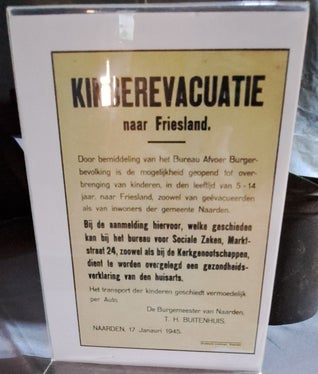 KINDEREVACUATIE
naar Friesland.
Door bemiddeling van het Bureau Afvoer Burger-
bevolking is de mogelijkheid geopend tot over-
brenging van kinderen, in den leeftijd van 5-14
jaar, naar Friesland, zoowel van geëvacueerden
als van inwoners der gemeente Naarden.
Bij de aanmelding hiervoor, welke geschieden
kan bij het bureau voor Sociale Zaken, Markt-
straat 24, zoowel als bij de Kerkgenootschappen,
dient te worden overgelegd een gezondheids-
verklaring van den huisarts.
Het transport der kinderen geschiedt vermoedelijk
per Auto.
De Burgemeester van Naarden,
T. H. BUITENHUIS.
NAARDEN, 17 Januari 1945.